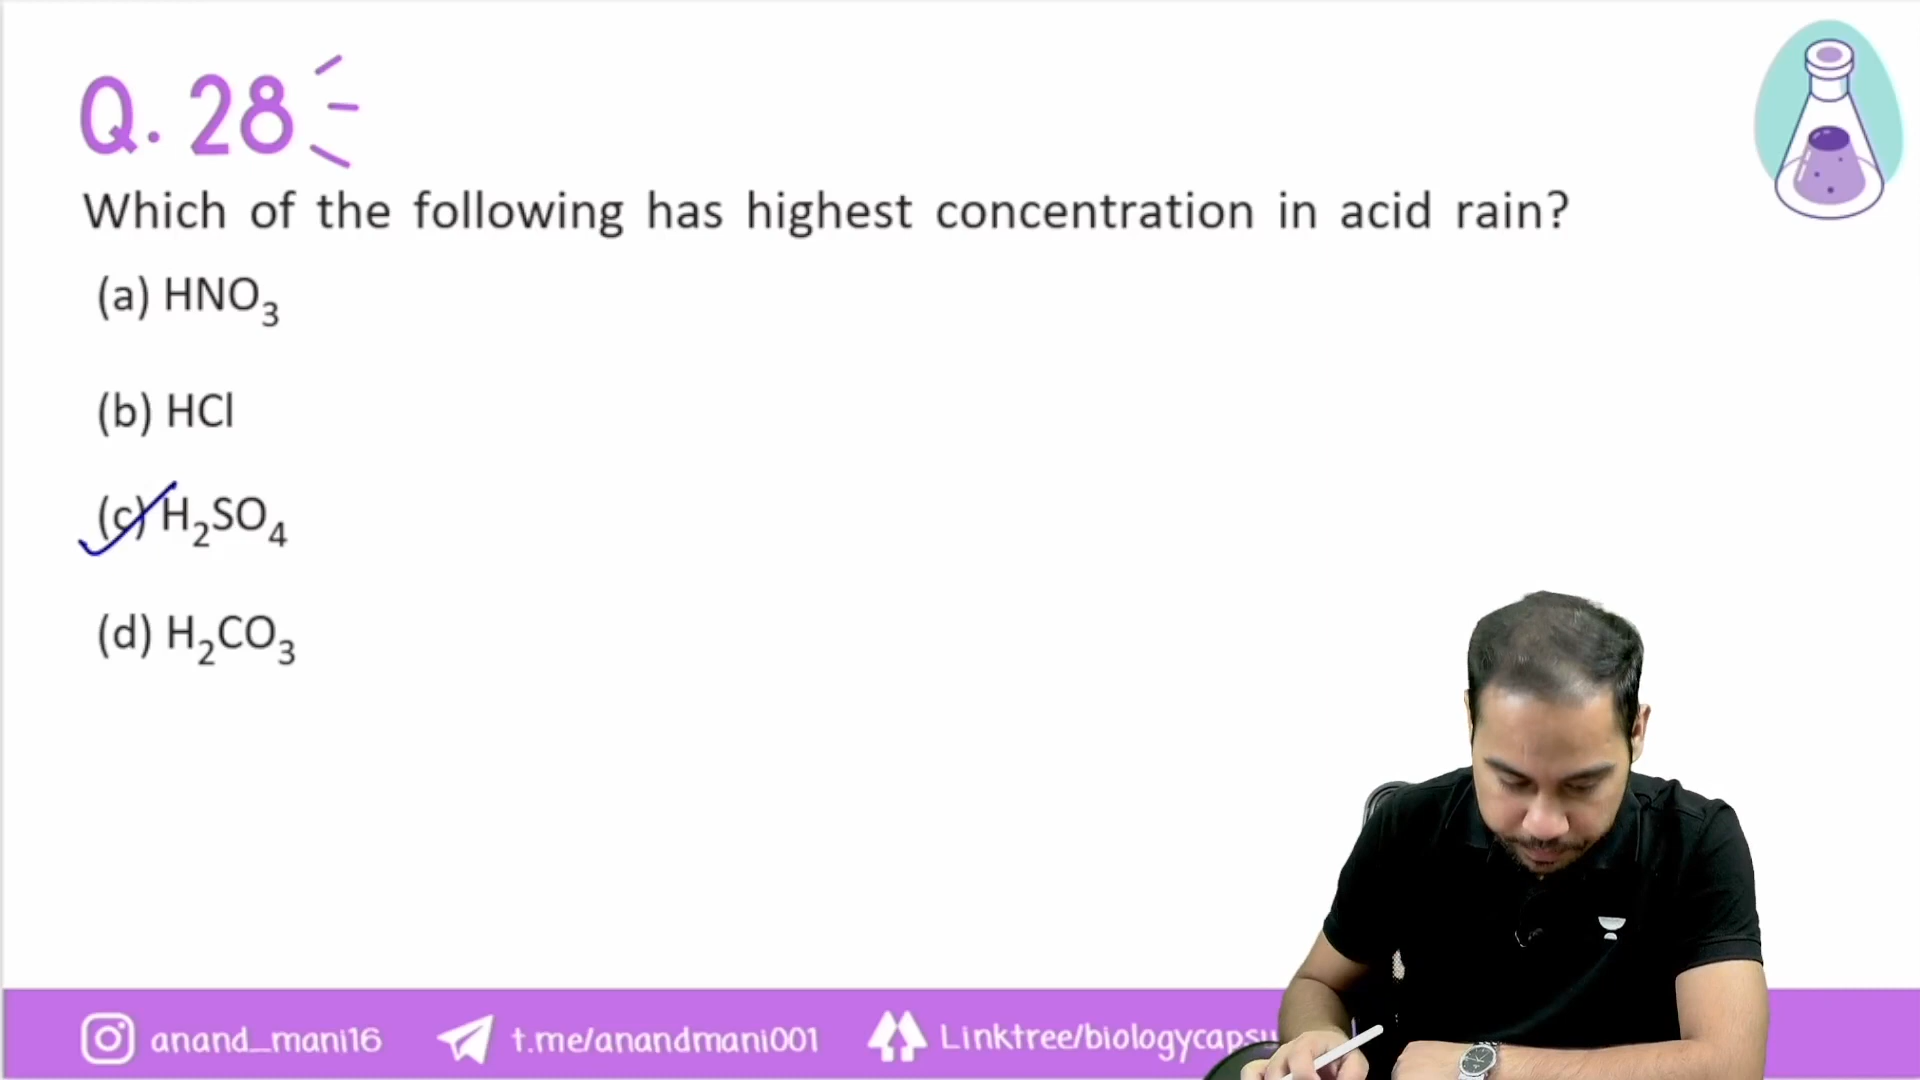 Q. 28
Which of the following has highest concentration in acid rain?
(a) HNO₃
(b) HCl
(c) H₂SO₄
(d) H₂CO₃
anand_mani16 t.me/anandmani001 Linktree/biologycapsu